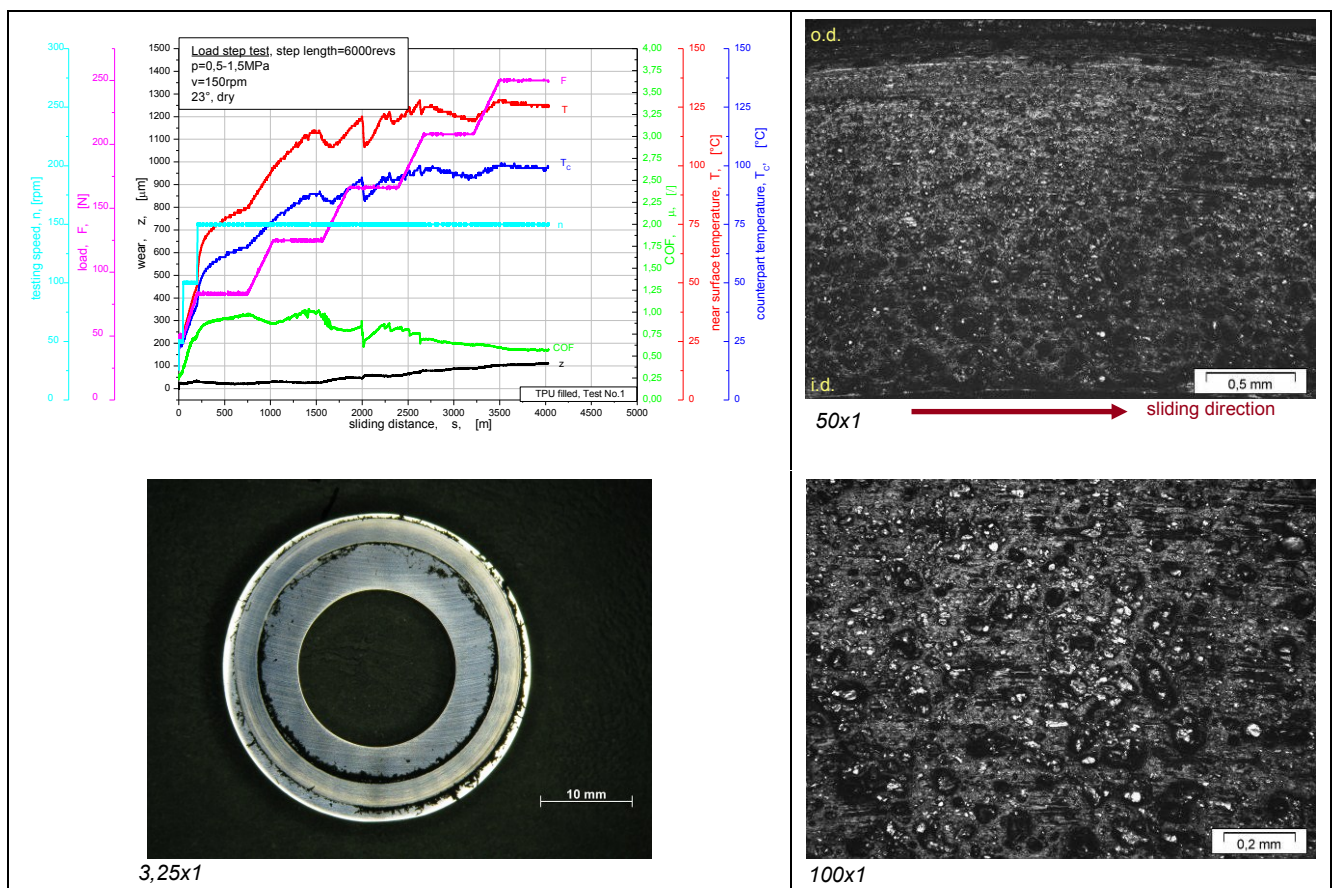 Load step test, step length=6000revs
p=0,5-1,5MPa
v=150rpm
23°, dry
testing speed, n, [rpm]
300
250
200
150
100
50
0
load, F, [N]
250
200
150
100
50
0
wear, z, [µm]
1500
1400
1300
1200
1100
1000
900
800
700
600
500
400
300
200
100
0
F
T
T_C
n
COF
z
TPU filled, Test No.1
0 500 1000 1500 2000 2500 3000 3500 4000 4500 5000
sliding distance, s, [m]
4,00
3,75
3,50
3,25
3,00
2,75
2,50
2,25
2,00
1,75
1,50
1,25
1,00
0,75
0,50
0,25
0,00
COF, µ, [/]
150
125
100
75
50
25
0
near surface temperature, T, [°C]
150
125
100
75
50
25
0
counterpart temperature, T_C, [°C]
o.d.
i.d.
0,5 mm
50x1
sliding direction
10 mm
3,25x1
0,2 mm
100x1